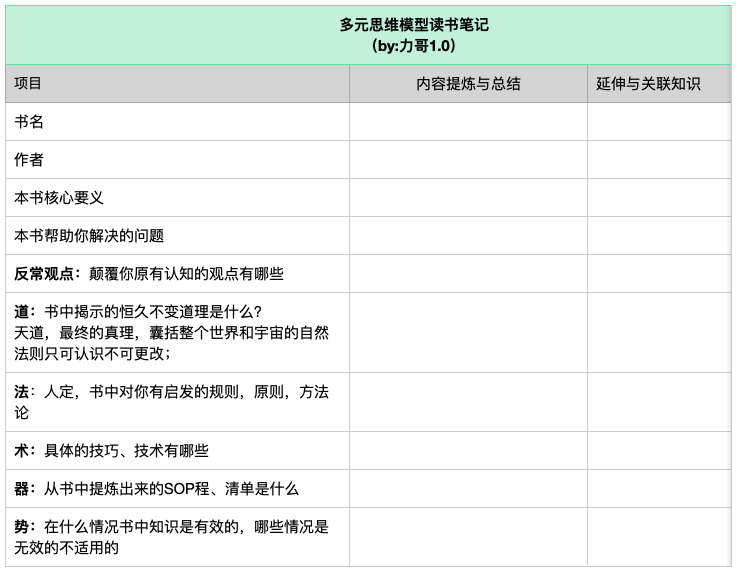 多元思维模型读书笔记
（by:力哥1.0）
项目 内容提炼与总结 延伸与关联知识
书名
作者
本书核心要义
本书帮助你解决的问题
反常观点：颠覆你原有认知的观点有哪些
道：书中揭示的恒久不变道理是什么？
天道，最终的真理，囊括整个世界和宇宙的自然
法则只可认识不可更改；
法：人定，书中对你有启发的规则，原则，方法
论
术：具体的技巧、技术有哪些
器：从书中提炼出来的SOP程、清单是什么
势：在什么情况书中知识是有效的，哪些情况是
无效的不适用的